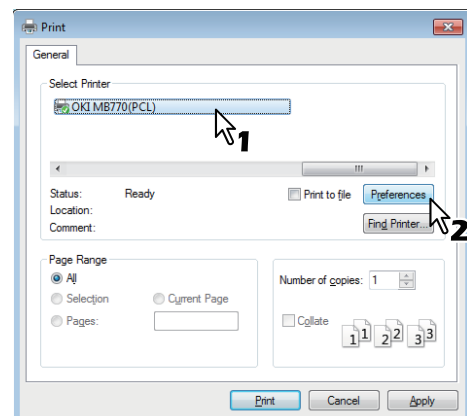 Print
General
Select Printer
OKI MB770(PCL)
1
Status: Ready
Print to file
Preferences
Location:
Comment:
Find Printer...
2
Page Range
All
Selection
Current Page
Pages:
Number of copies: 1
Collate
1 1 2 2 3 3
Print
Cancel
Apply